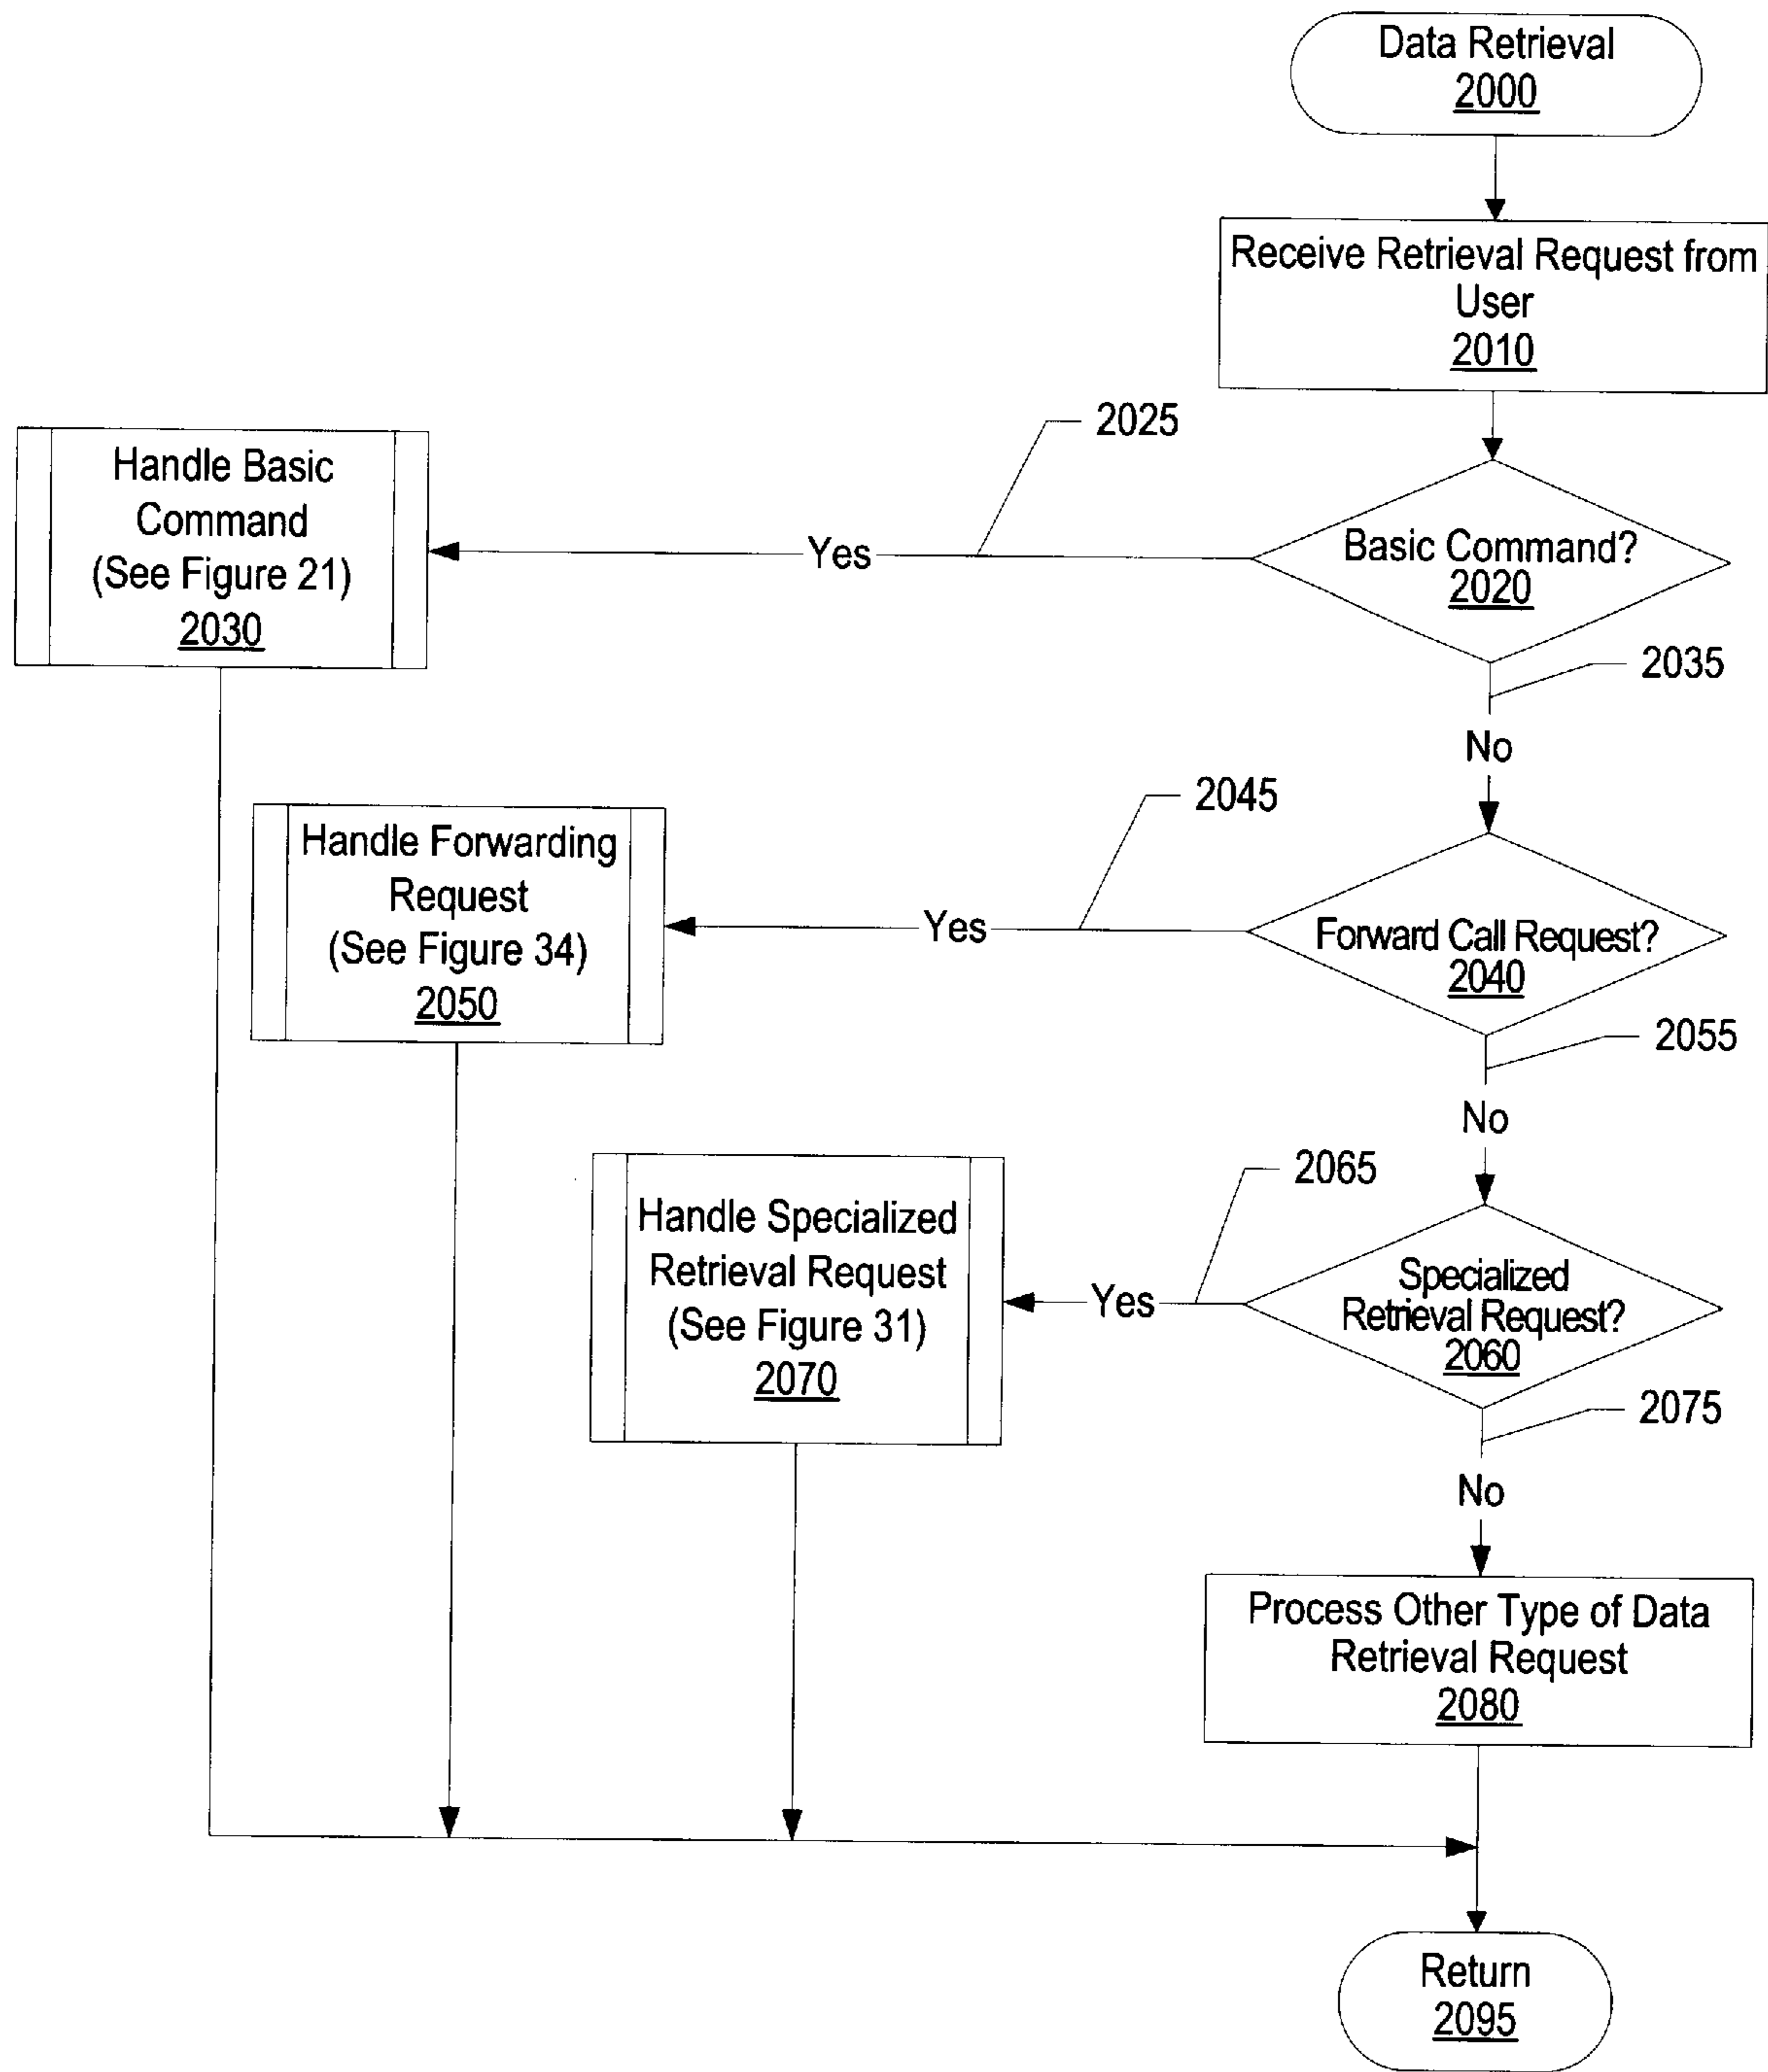 Data Retrieval
2000
Receive Retrieval Request from
User
2010
2025
Handle Basic
Command
(See Figure 21)
2030
Yes
Basic Command?
2020
2035
No
2045
Handle Forwarding
Request
(See Figure 34)
2050
Yes
Forward Call Request?
2040
2055
No
2065
Handle Specialized
Retrieval Request
(See Figure 31)
2070
Yes
Specialized
Retrieval Request?
2060
2075
No
Process Other Type of Data
Retrieval Request
2080
Return
2095